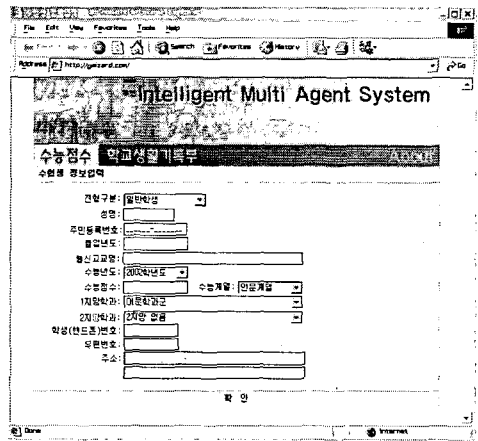 File Edit View Favorites Tools Help
Search Favorites History
Address http://gwizard.com/ Go
Intelligent Multi Agent System
수능점수 학교생활기록부 About
수험생 정보입력
전형구분: 일반학생
성명:
주민등록번호: -
졸업년도:
출신고교명:
수능년도: 2002학년도
수능점수: 수능계열: 인문계열
1지망학과: 어문학과군
2지망학과: 2지망 없음
학생(핸드폰)번호:
우편번호:
주소:
확 인
Done Internet